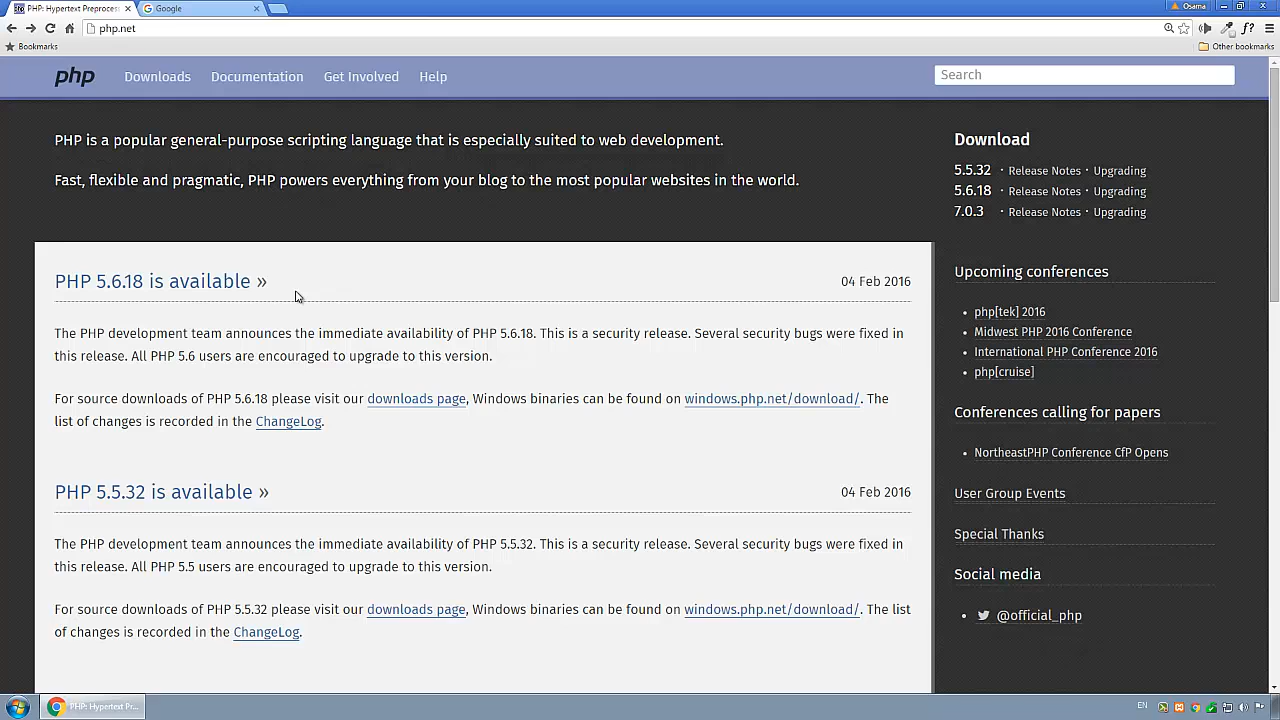 PHP: Hypertext Preproces
Google
Osama
php.net
Bookmarks
Other bookmarks
php
Downloads
Documentation
Get Involved
Help
Search
PHP is a popular general-purpose scripting language that is especially suited to web development.
Fast, flexible and pragmatic, PHP powers everything from your blog to the most popular websites in the world.
Download
5.5.32 · Release Notes · Upgrading
5.6.18 · Release Notes · Upgrading
7.0.3 · Release Notes · Upgrading
PHP 5.6.18 is available »
04 Feb 2016
The PHP development team announces the immediate availability of PHP 5.6.18. This is a security release. Several security bugs were fixed in
this release. All PHP 5.6 users are encouraged to upgrade to this version.
For source downloads of PHP 5.6.18 please visit our downloads page, Windows binaries can be found on windows.php.net/download/. The
list of changes is recorded in the ChangeLog.
PHP 5.5.32 is available »
04 Feb 2016
The PHP development team announces the immediate availability of PHP 5.5.32. This is a security release. Several security bugs were fixed in
this release. All PHP 5.5 users are encouraged to upgrade to this version.
For source downloads of PHP 5.5.32 please visit our downloads page, Windows binaries can be found on windows.php.net/download/. The list
of changes is recorded in the ChangeLog.
Upcoming conferences
• php[tek] 2016
• Midwest PHP 2016 Conference
• International PHP Conference 2016
• php[cruise]
Conferences calling for papers
• NortheastPHP Conference CfP Opens
User Group Events
Special Thanks
Social media
• @official_php
PHP: Hypertext Pr...
EN